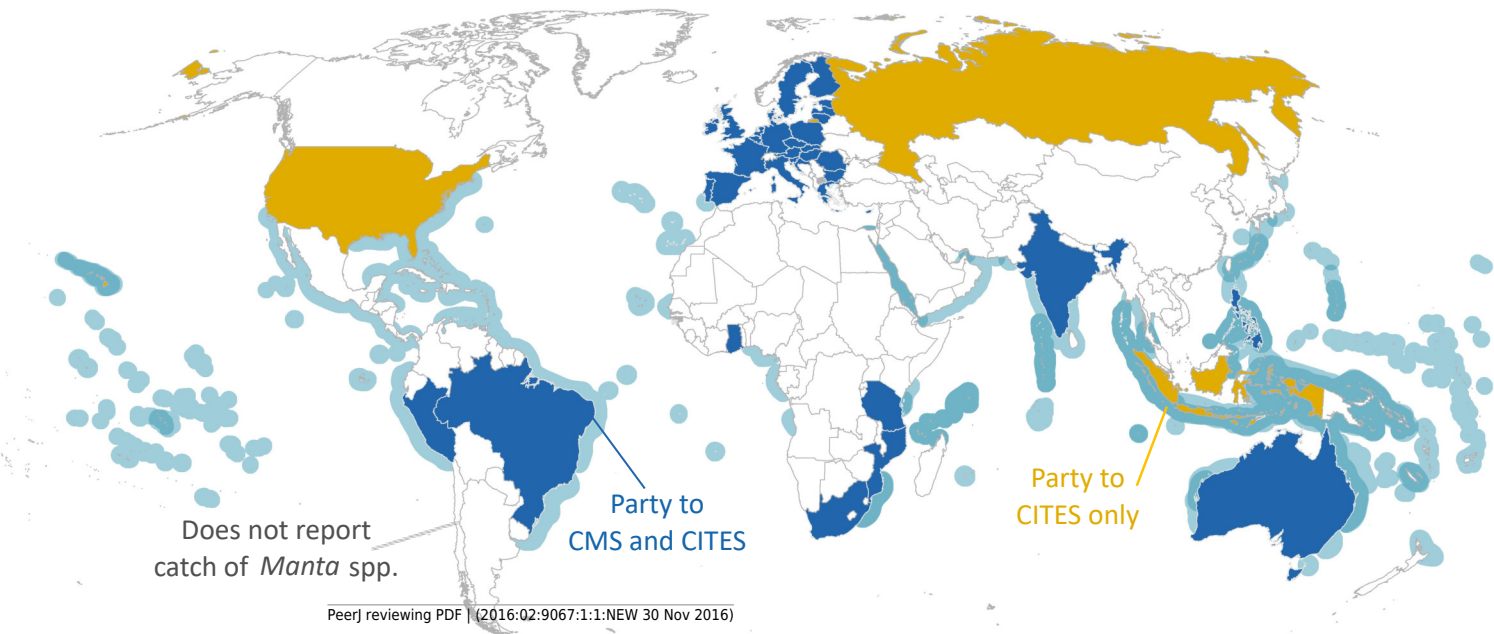 Does not report
catch of Manta spp.
Party to
CMS and CITES
Party to
CITES only
PeerJ reviewing PDF | (2016:02:9067:1:1:NEW 30 Nov 2016)